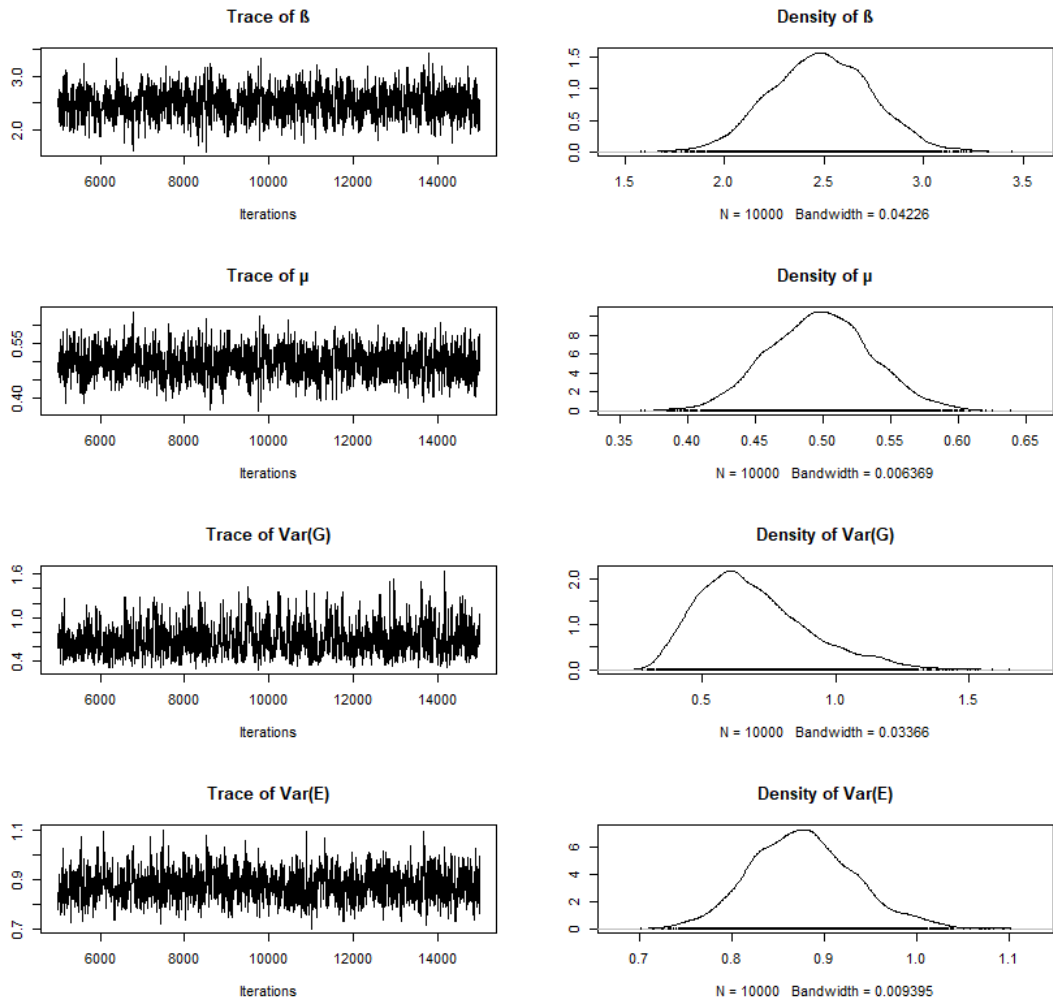 Trace of ß
3.0
2.0
6000 8000 10000 12000 14000
Iterations
Density of ß
1.5
1.0
0.5
0.0
1.5 2.0 2.5 3.0 3.5
N = 10000 Bandwidth = 0.04226
Trace of µ
0.55
0.40
6000 8000 10000 12000 14000
Iterations
Density of µ
8
6
4
2
0
0.35 0.40 0.45 0.50 0.55 0.60 0.65
N = 10000 Bandwidth = 0.006369
Trace of Var(G)
1.6
1.0
0.4
6000 8000 10000 12000 14000
Iterations
Density of Var(G)
2.0
1.0
0.0
0.5 1.0 1.5
N = 10000 Bandwidth = 0.03366
Trace of Var(E)
1.1
0.9
0.7
6000 8000 10000 12000 14000
Iterations
Density of Var(E)
6
4
2
0
0.7 0.8 0.9 1.0 1.1
N = 10000 Bandwidth = 0.009395